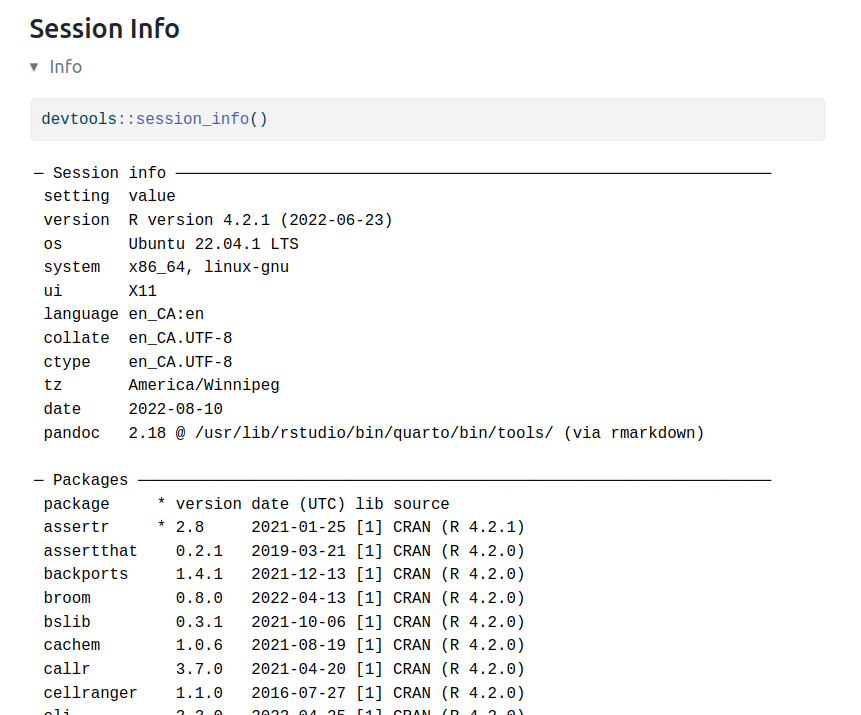 Session Info
▼ Info
devtools::session_info()
─ Session info ───────────────────────────────────────────────────────────────
setting  value
version  R version 4.2.1 (2022-06-23)
os       Ubuntu 22.04.1 LTS
system   x86_64, linux-gnu
ui       X11
language en_CA:en
collate  en_CA.UTF-8
ctype    en_CA.UTF-8
tz       America/Winnipeg
date     2022-08-10
pandoc   2.18 @ /usr/lib/rstudio/bin/quarto/bin/tools/ (via rmarkdown)
─ Packages ───────────────────────────────────────────────────────────────────
package     * version date (UTC) lib source
assertr     * 2.8     2021-01-25 [1] CRAN (R 4.2.1)
assertthat    0.2.1   2019-03-21 [1] CRAN (R 4.2.0)
backports     1.4.1   2021-12-13 [1] CRAN (R 4.2.0)
broom         0.8.0   2022-04-13 [1] CRAN (R 4.2.0)
bslib         0.3.1   2021-10-06 [1] CRAN (R 4.2.0)
cachem        1.0.6   2021-08-19 [1] CRAN (R 4.2.0)
callr         3.7.0   2021-04-20 [1] CRAN (R 4.2.0)
cellranger    1.1.0   2016-07-27 [1] CRAN (R 4.2.0)